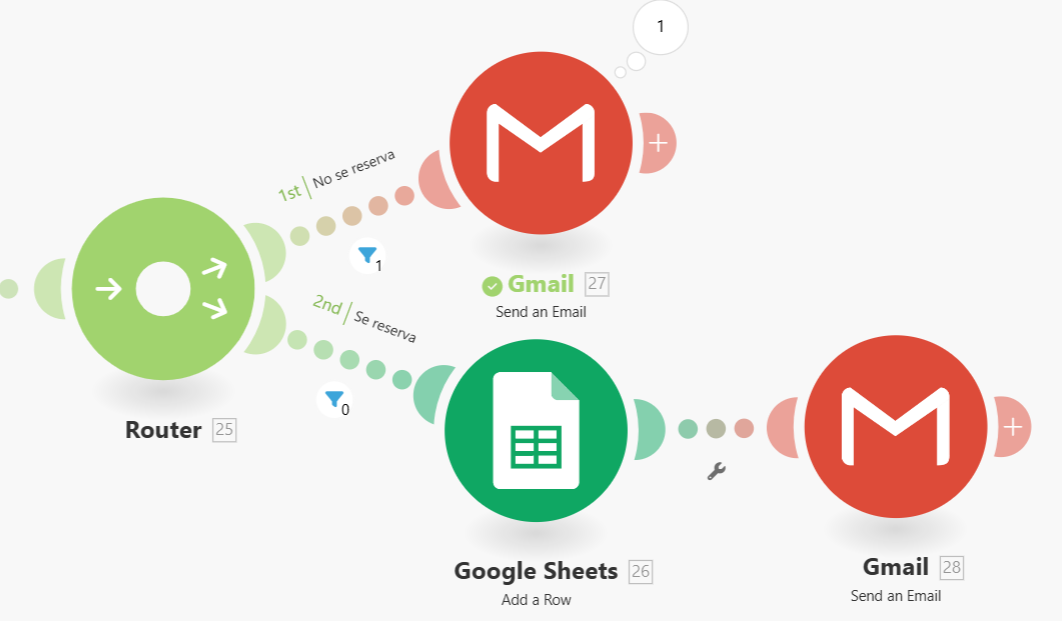 1
1st | No se reserva
1
Gmail 27
Send an Email
2nd | Se reserva
0
Router 25
Google Sheets 26
Add a Row
Gmail 28
Send an Email